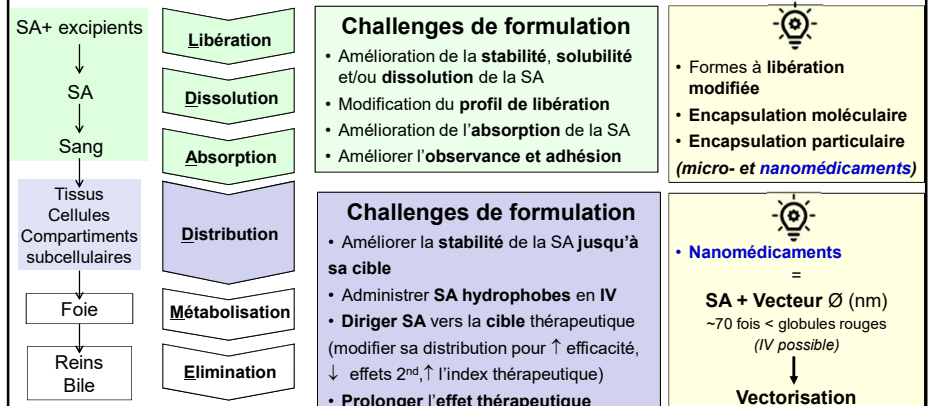 SA+ excipients
SA
Sang
Tissus
Cellules
Compartiments
subcellulaires
Foie
Reins
Bile
Libération
Dissolution
Absorption
Distribution
Métabolisation
Elimination
Challenges de formulation
• Amélioration de la stabilité, solubilité
et/ou dissolution de la SA
• Modification du profil de libération
• Amélioration de l'absorption de la SA
• Améliorer l'observance et adhésion
Challenges de formulation
• Améliorer la stabilité de la SA jusqu'à
sa cible
• Administrer SA hydrophobes en IV
• Diriger SA vers la cible thérapeutique
(modifier sa distribution pour ↑ efficacité,
↓ effets 2nd,↑ l'index thérapeutique)
• Prolonger l'effet thérapeutique
• Formes à libération
modifiée
• Encapsulation moléculaire
• Encapsulation particulaire
(micro- et nanomédicaments)
• Nanomédicaments
=
SA + Vecteur Ø (nm)
~70 fois < globules rouges
(IV possible)
Vectorisation